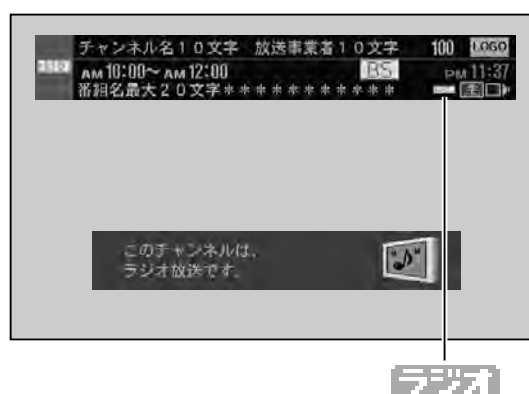 チャンネル名10文字 放送事業者10文字 100 LOGO
AM 10:00~AM 12:00 BS PM 11:37
番組名最大20文字***********
このチャンネルは、
ラジオ放送です。
ラジオ